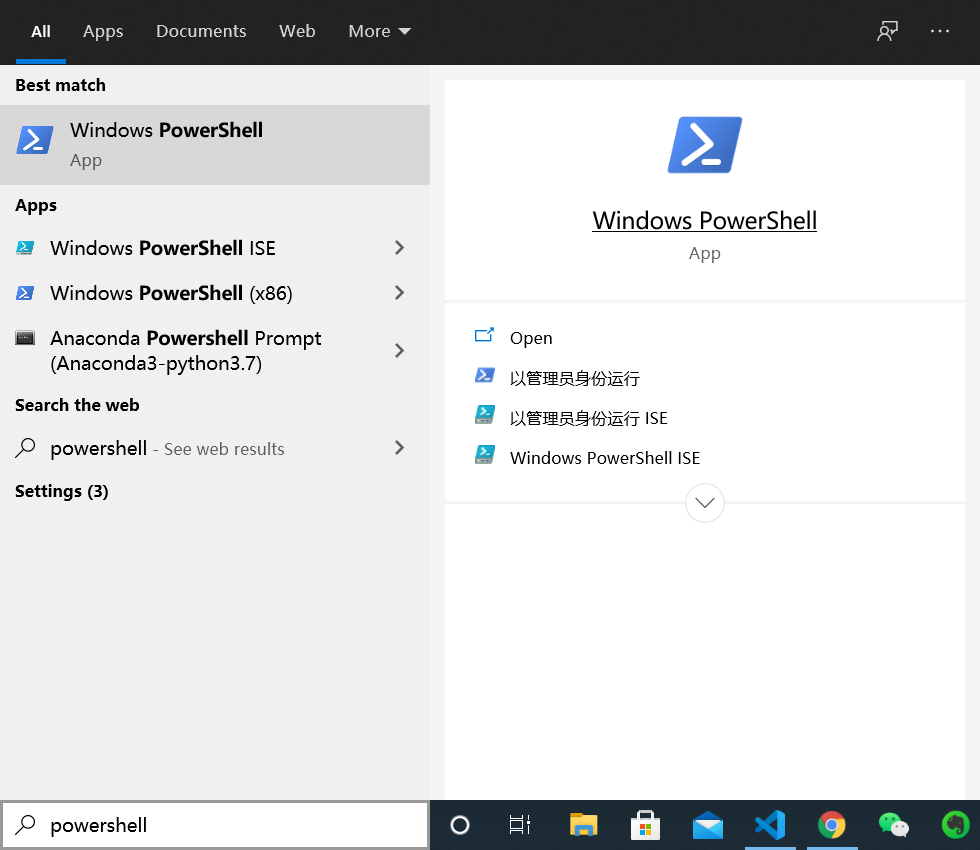 All Apps Documents Web More
Best match
Windows PowerShell
App
Apps
Windows PowerShell ISE
Windows PowerShell (x86)
Anaconda Powershell Prompt
(Anaconda3-python3.7)
Search the web
powershell - See web results
Settings (3)
Windows PowerShell
App
Open
以管理员身份运行
以管理员身份运行 ISE
Windows PowerShell ISE
powershell